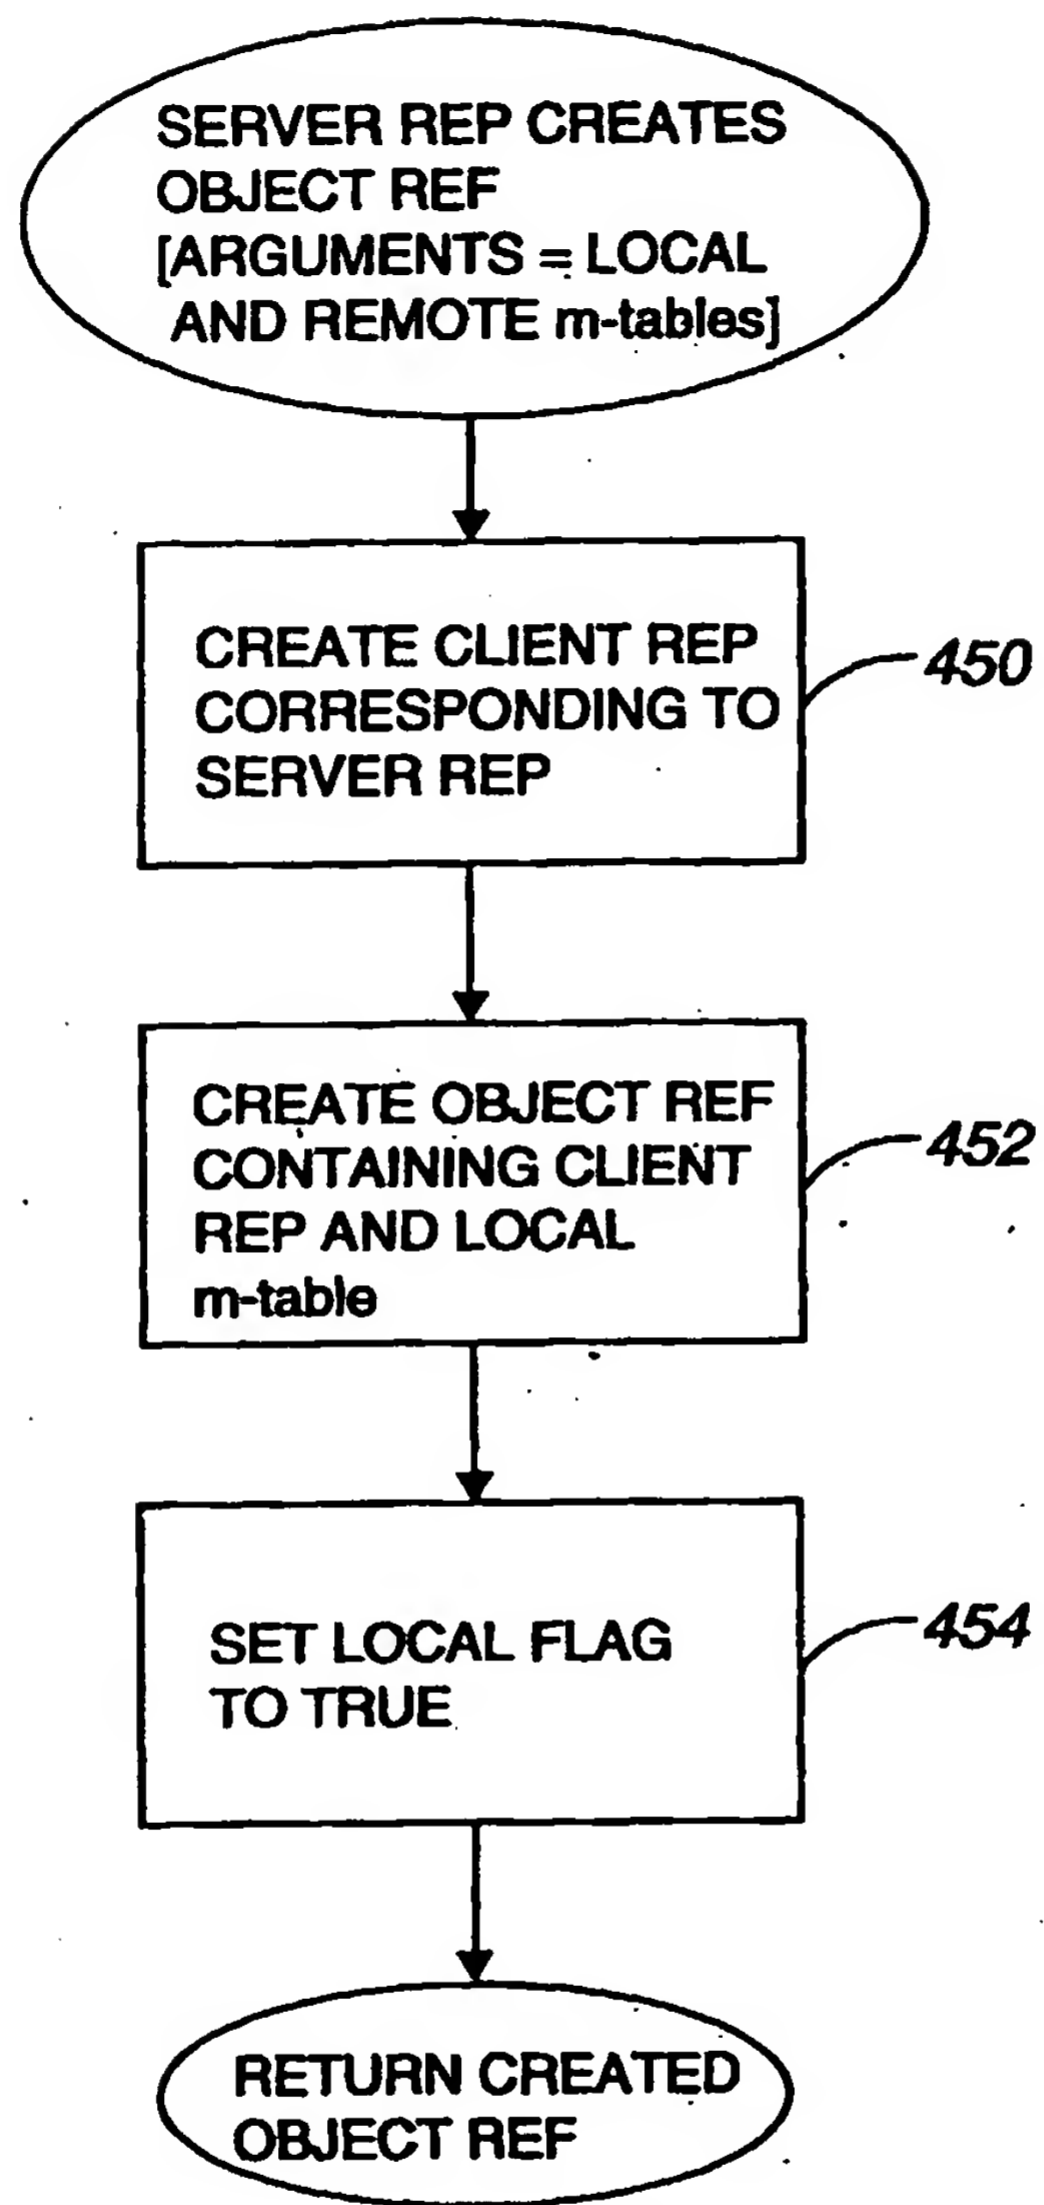 SERVER REP CREATES
OBJECT REF
[ARGUMENTS = LOCAL
AND REMOTE m-tables]
CREATE CLIENT REP
CORRESPONDING TO
SERVER REP
450
CREATE OBJECT REF
CONTAINING CLIENT
REP AND LOCAL
m-table
452
SET LOCAL FLAG
TO TRUE
454
RETURN CREATED
OBJECT REF